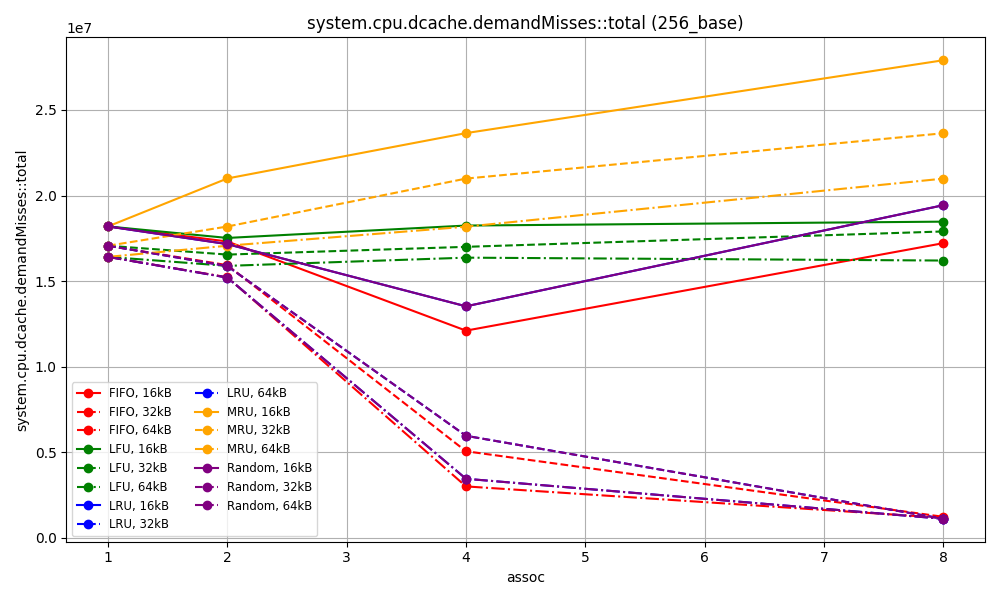 system.cpu.dcache.demandMisses::total (256_base)
1e7
system.cpu.dcache.demandMisses::total
2.5
2.0
1.5
1.0
0.5
0.0
FIFO, 16kB
FIFO, 32kB
FIFO, 64kB
LFU, 16kB
LFU, 32kB
LFU, 64kB
LRU, 16kB
LRU, 32kB
LRU, 64kB
MRU, 16kB
MRU, 32kB
MRU, 64kB
Random, 16kB
Random, 32kB
Random, 64kB
1 2 3 4 5 6 7 8
assoc